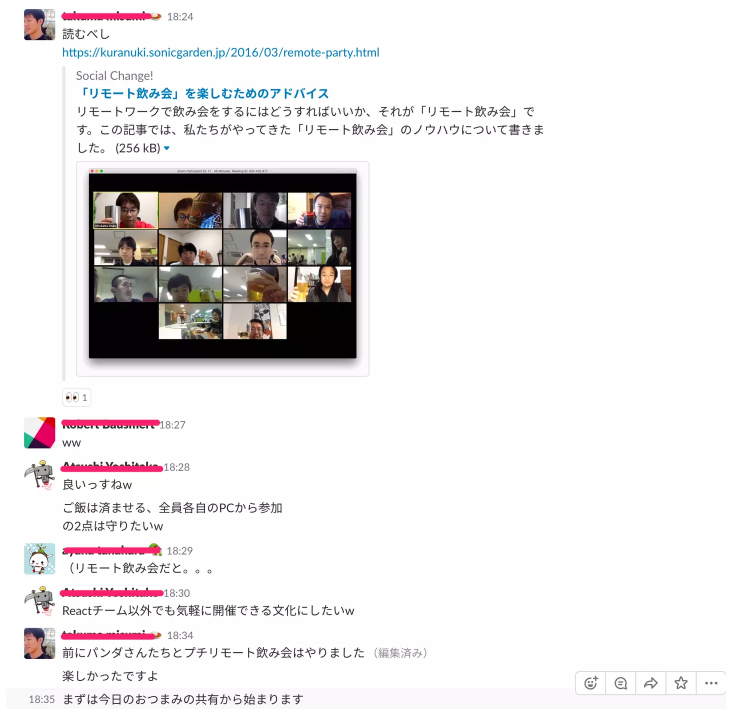 18:24
読むべし
https://kuranuki.sonicgarden.jp/2016/03/remote-party.html
Social Change!
「リモート飲み会」を楽しむためのアドバイス
リモートワークで飲み会をするにはどうすればいいか、それが「リモート飲み会」で
す。この記事では、私たちがやってきた「リモート飲み会」のノウハウについて書きま
した。 (256 kB)
1
18:27
ww
18:28
良いっすねw
ご飯は済ませる、全員各自のPCから参加
の2点は守りたいw
18:29
（リモート飲み会だと。。。
18:30
Reactチーム以外でも気軽に開催できる文化にしたいw
18:34
前にパンダさんたちとプチリモート飲み会はやりました （編集済み）
楽しかったですよ
18:35 まずは今日のおつまみの共有から始まります